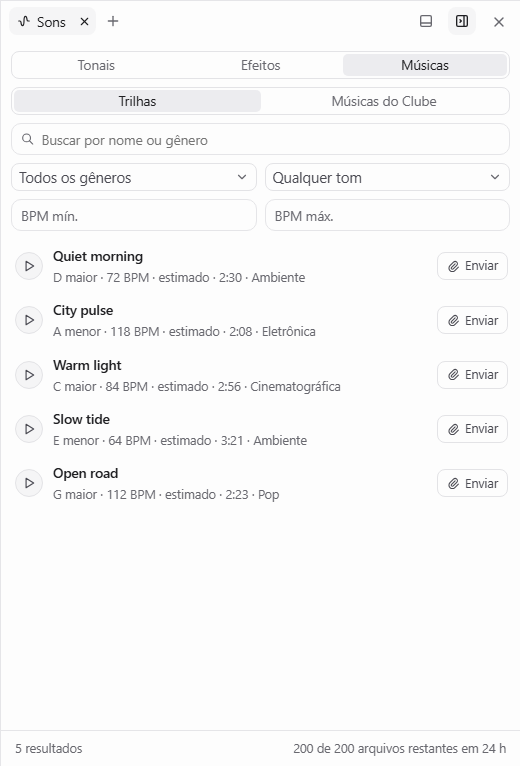 Sons
Tonais Efeitos Músicas
Trilhas Músicas do Clube
Buscar por nome ou gênero
Todos os gêneros Qualquer tom
BPM mín. BPM máx.
Quiet morning
D maior · 72 BPM · estimado · 2:30 · Ambiente
Enviar
City pulse
A menor · 118 BPM · estimado · 2:08 · Eletrônica
Enviar
Warm light
C maior · 84 BPM · estimado · 2:56 · Cinematográfica
Enviar
Slow tide
E menor · 64 BPM · estimado · 3:21 · Ambiente
Enviar
Open road
G maior · 112 BPM · estimado · 2:23 · Pop
Enviar
5 resultados 200 de 200 arquivos restantes em 24 h